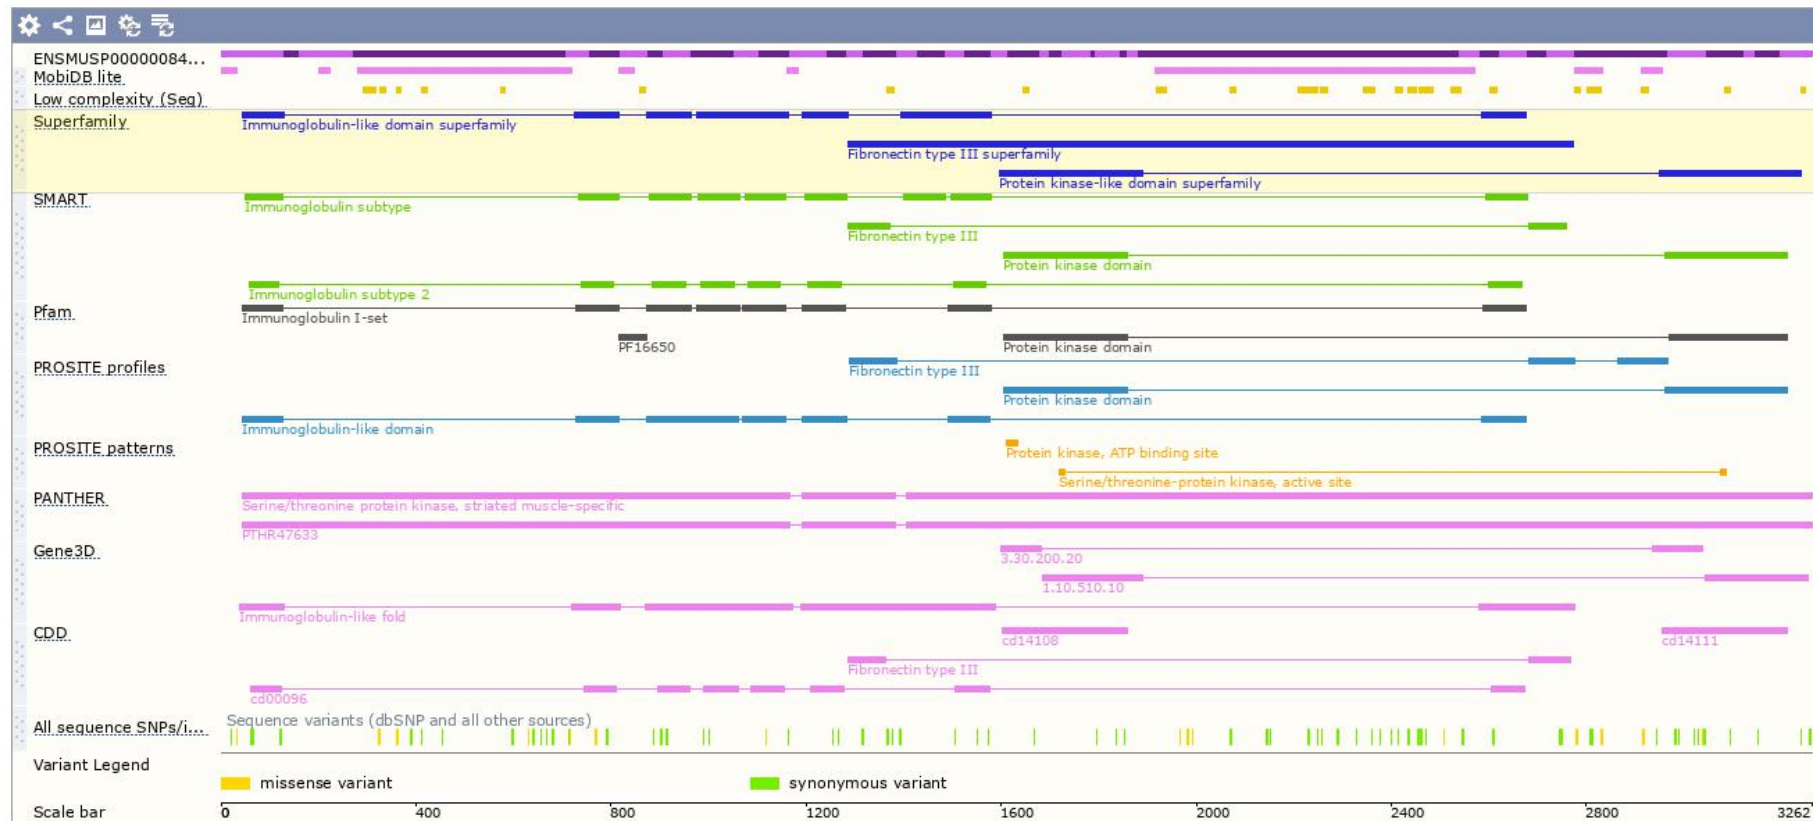 ENSMUSP00000084...
MobiDB lite
Low complexity (Seg)
Superfamily
Immunoglobulin-like domain superfamily
Fibronectin type III superfamily
Protein kinase-like domain superfamily
SMART
Immunoglobulin subtype
Fibronectin type III
Protein kinase domain
Immunoglobulin subtype 2
Pfam
Immunoglobulin I-set
PF16650
Protein kinase domain
PROSITE profiles
Fibronectin type III
Protein kinase domain
Immunoglobulin-like domain
PROSITE patterns
Protein kinase, ATP binding site
Serine/threonine-protein kinase, active site
PANTHER
Serine/threonine protein kinase, striated muscle-specific
PTHR47633
Gene3D
3.30.200.20
1.10.510.10
Immunoglobulin-like fold
CDD
cd14108 cd14111
Fibronectin type III
cd00096
All sequence SNPs/i... Sequence variants (dbSNP and all other sources)
Variant Legend
missense variant synonymous variant
Scale bar 0 400 800 1200 1600 2000 2400 2800 3262